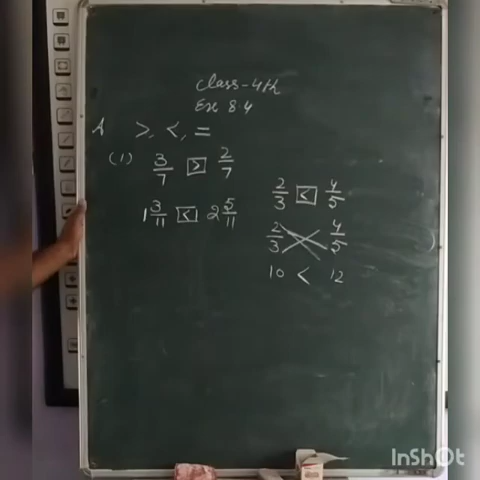 Class-4th
Ex 8.4
A >, <, =
(1) 3/7 > 2/7
2/3 < 4/5
1 3/11 < 2 5/11
2/3 4/5
10 < 12
InShOt